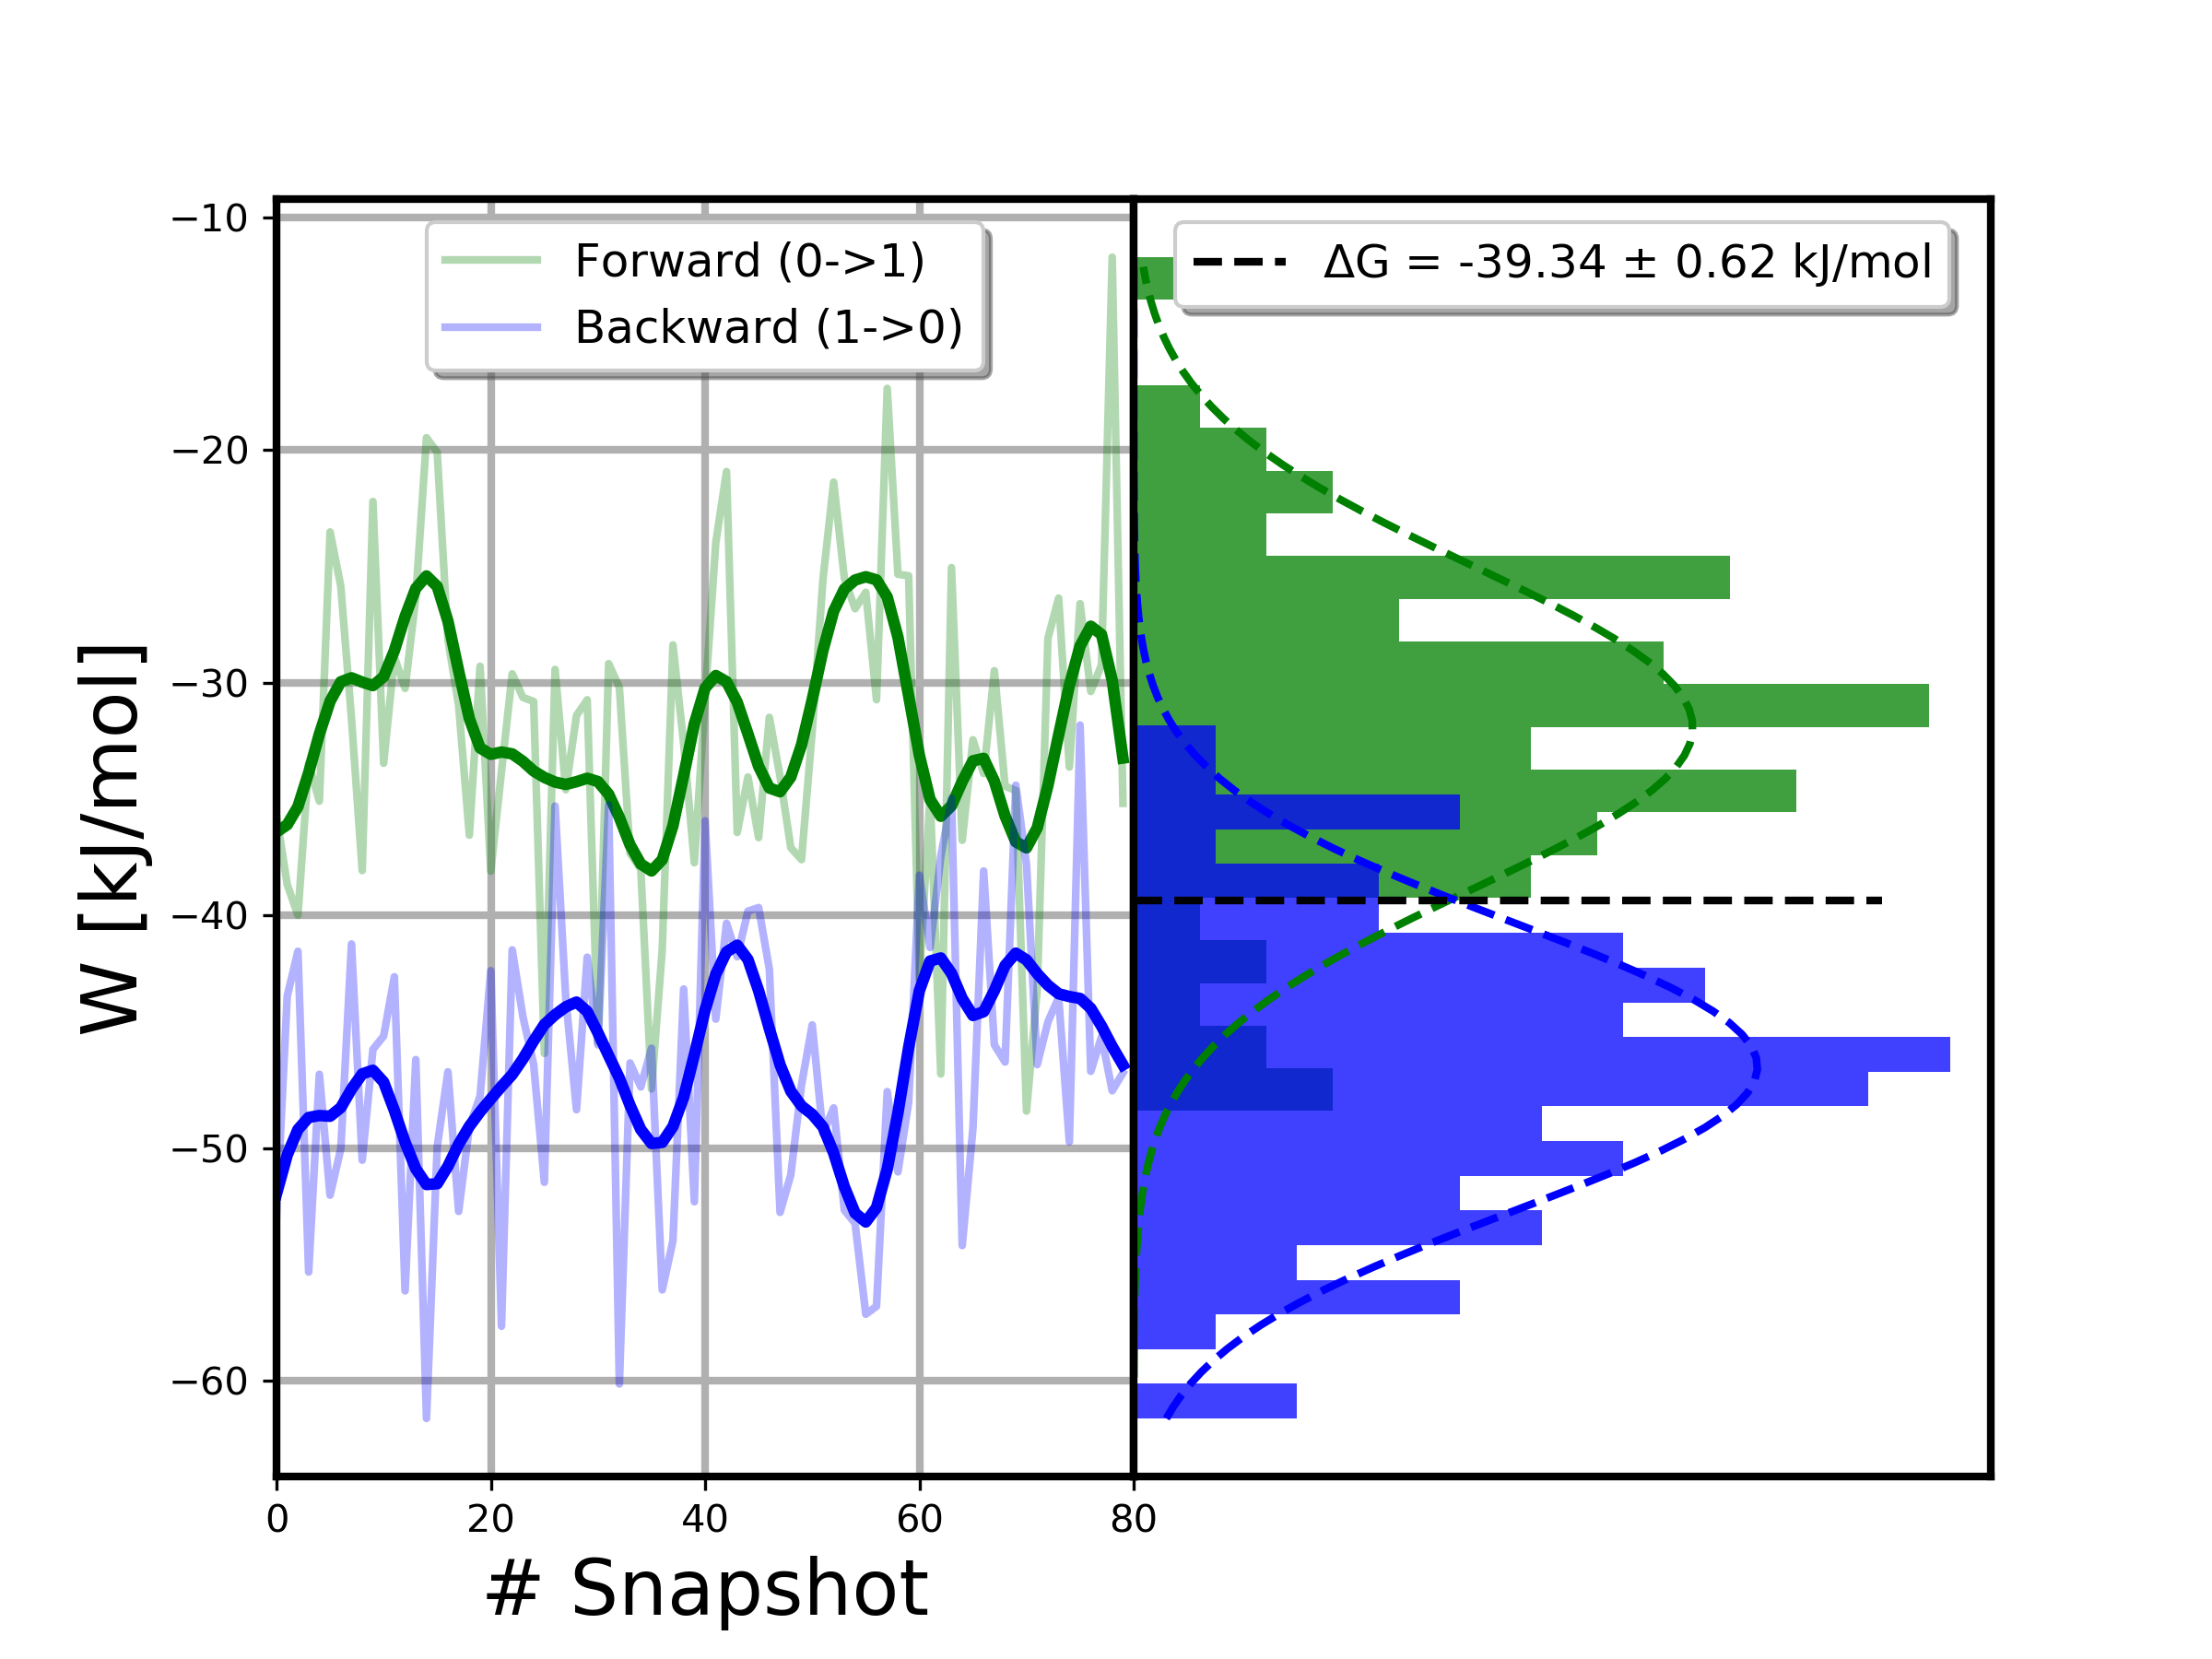 Forward (0->1)
Backward (1->0)
ΔG = -39.34 ± 0.62 kJ/mol
W [kJ/mol]
−10
−20
−30
−40
−50
−60
0 20 40 60 80
# Snapshot